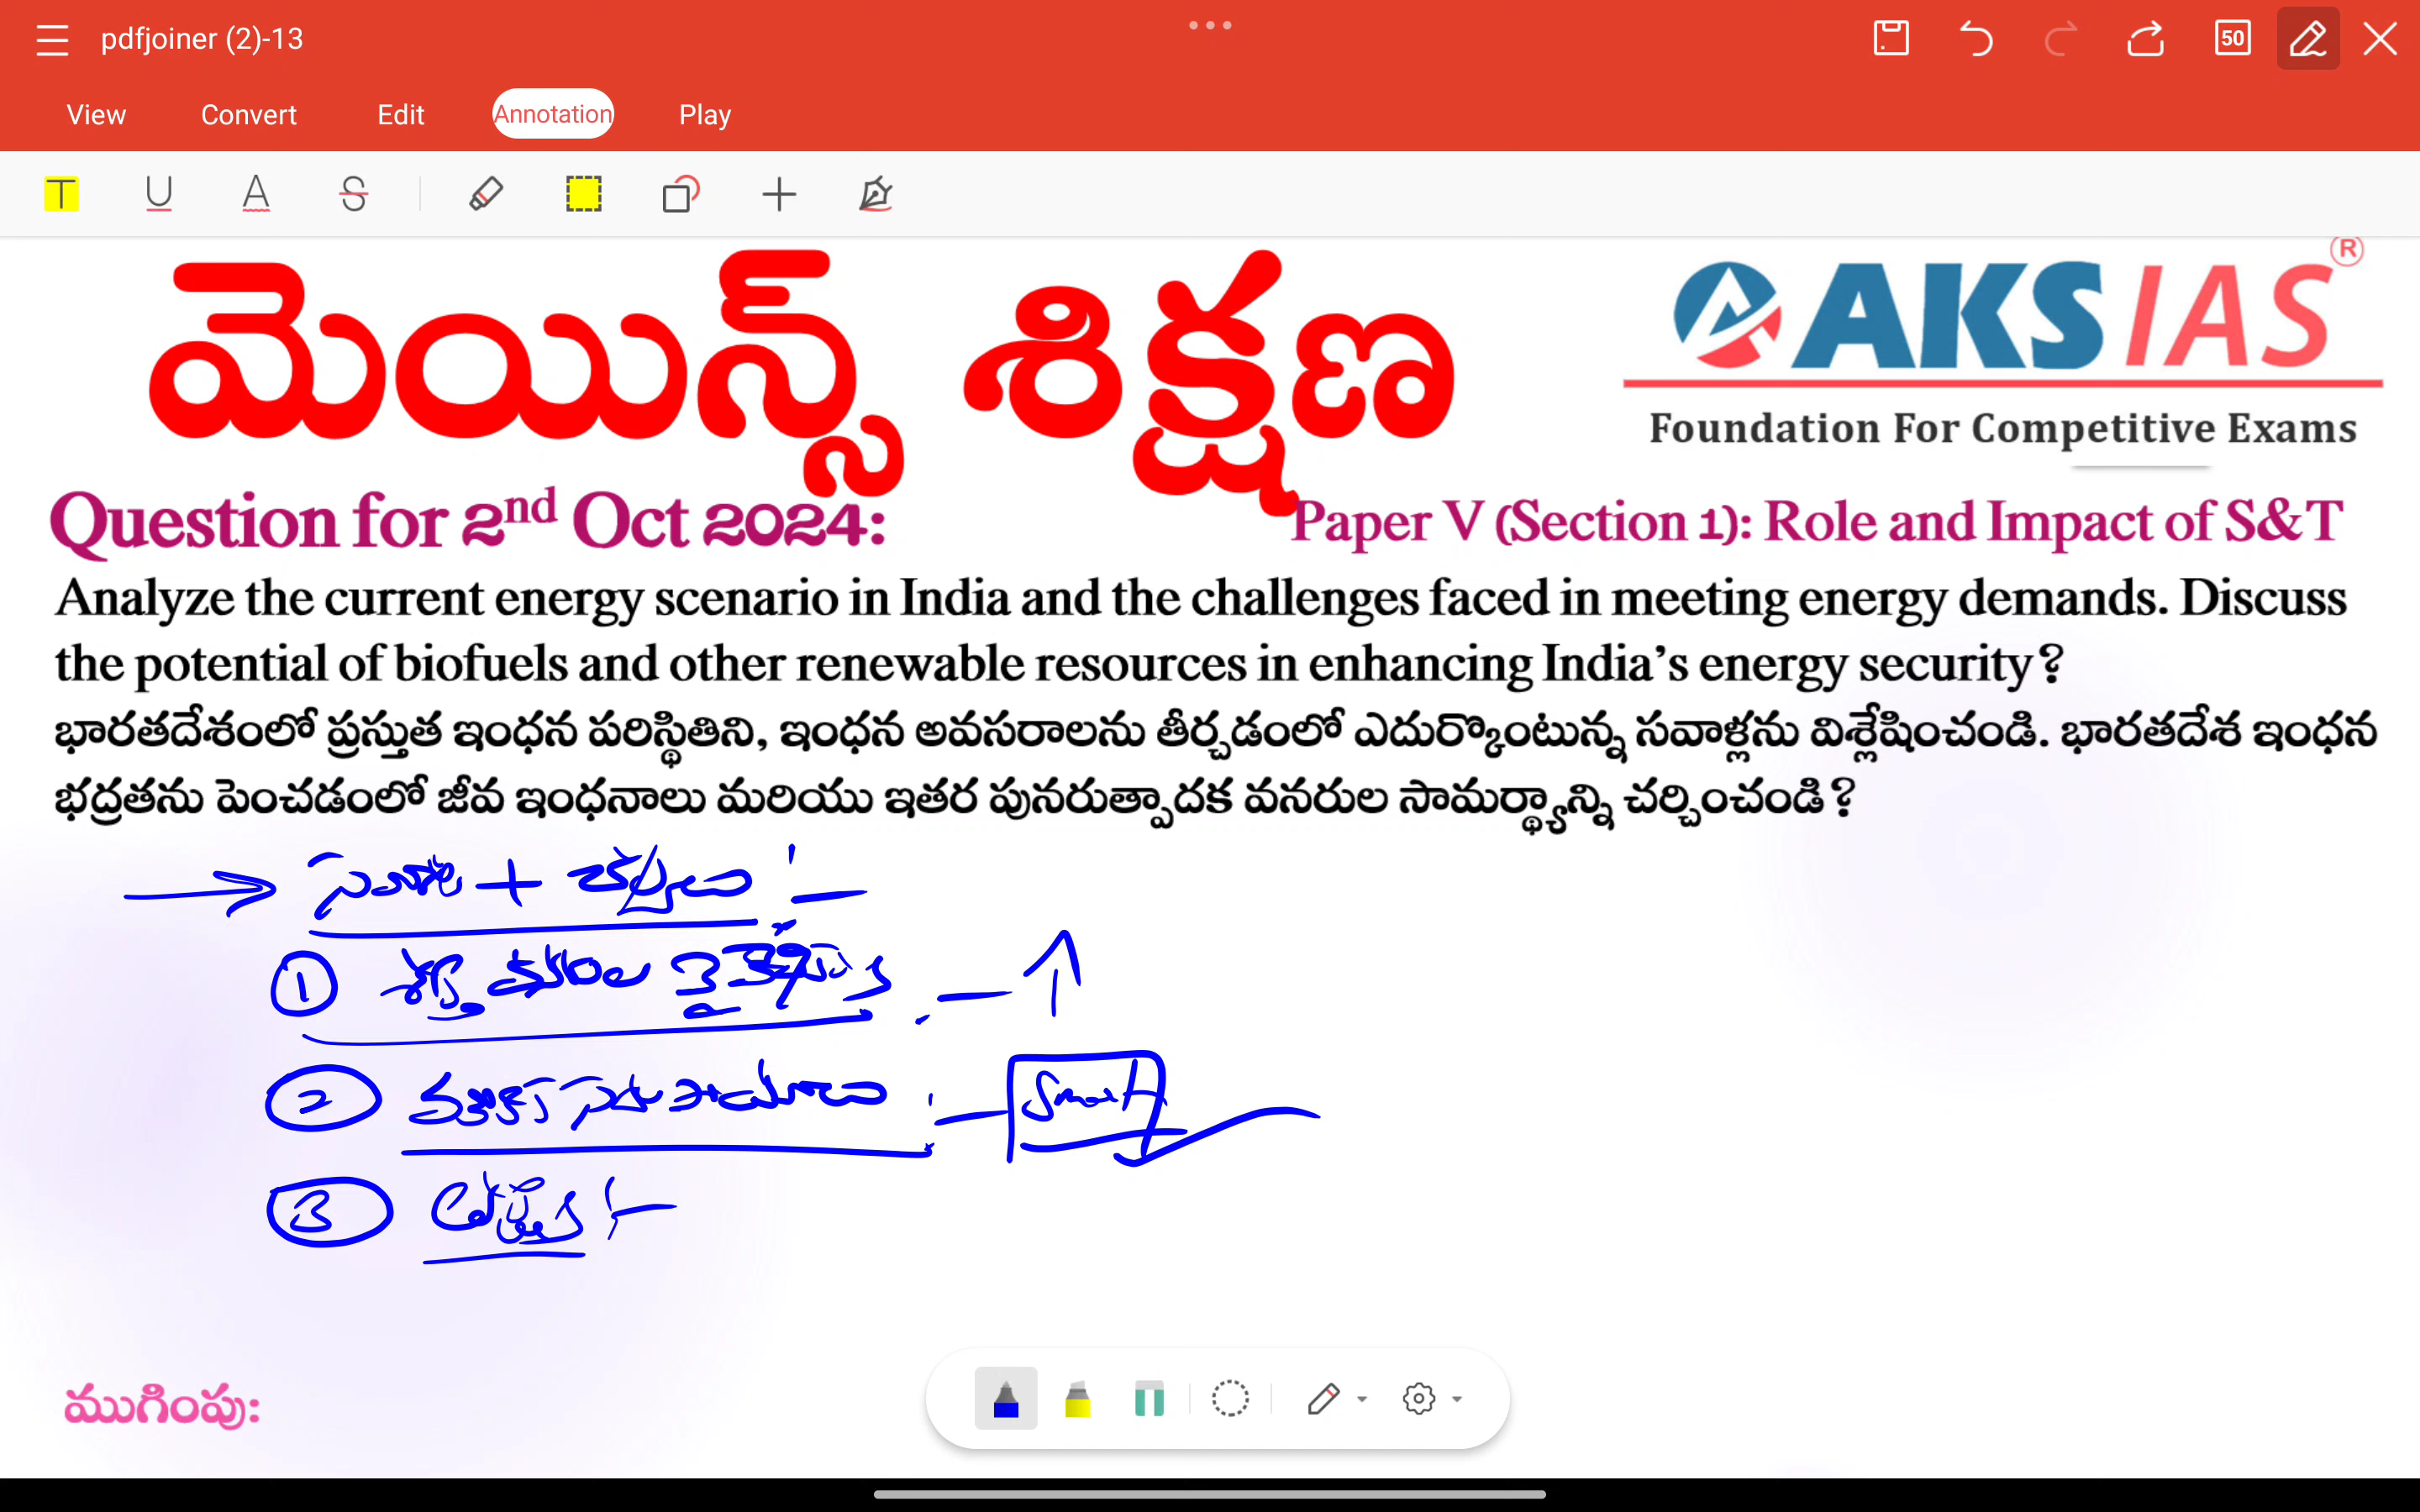 pdfjoiner (2)-13
50
View Convert Edit Annotation Play
T U A S
మెయిన్స్ శిక్షణ
AKS IAS ®
Foundation For Competitive Exams
Question for 2nd Oct 2024: Paper V (Section 1): Role and Impact of S&T
Analyze the current energy scenario in India and the challenges faced in meeting energy demands. Discuss
the potential of biofuels and other renewable resources in enhancing India's energy security?
భారతదేశంలో ప్రస్తుత ఇంధన పరిస్థితిని, ఇంధన అవసరాలను తీర్చడంలో ఎదుర్కొంటున్న సవాళ్లను విశ్లేషించండి. భారతదేశ ఇంధన
భద్రతను పెంచడంలో జీవ ఇంధనాలు మరియు ఇతర పునరుత్పాదక వనరుల సామర్థ్యాన్ని చర్చించండి?
+
1
2 Smart
3
ముగింపు: